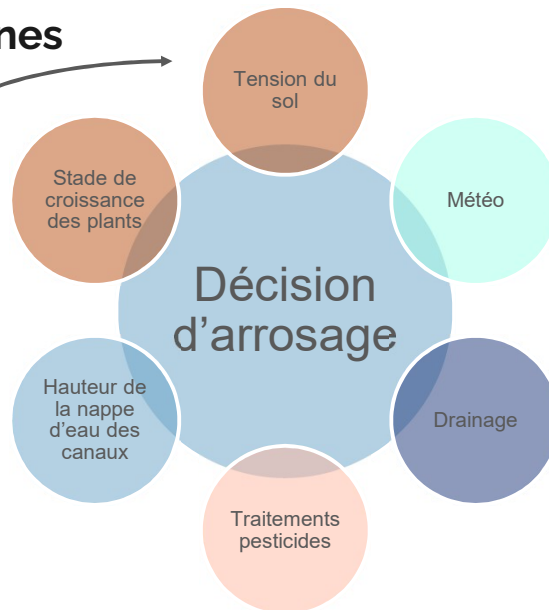 Tension du
sol
Stade de
croissance
des plants
Météo
Décision
d'arrosage
Hauteur de
la nappe
d'eau des
canaux
Drainage
Traitements
pesticides